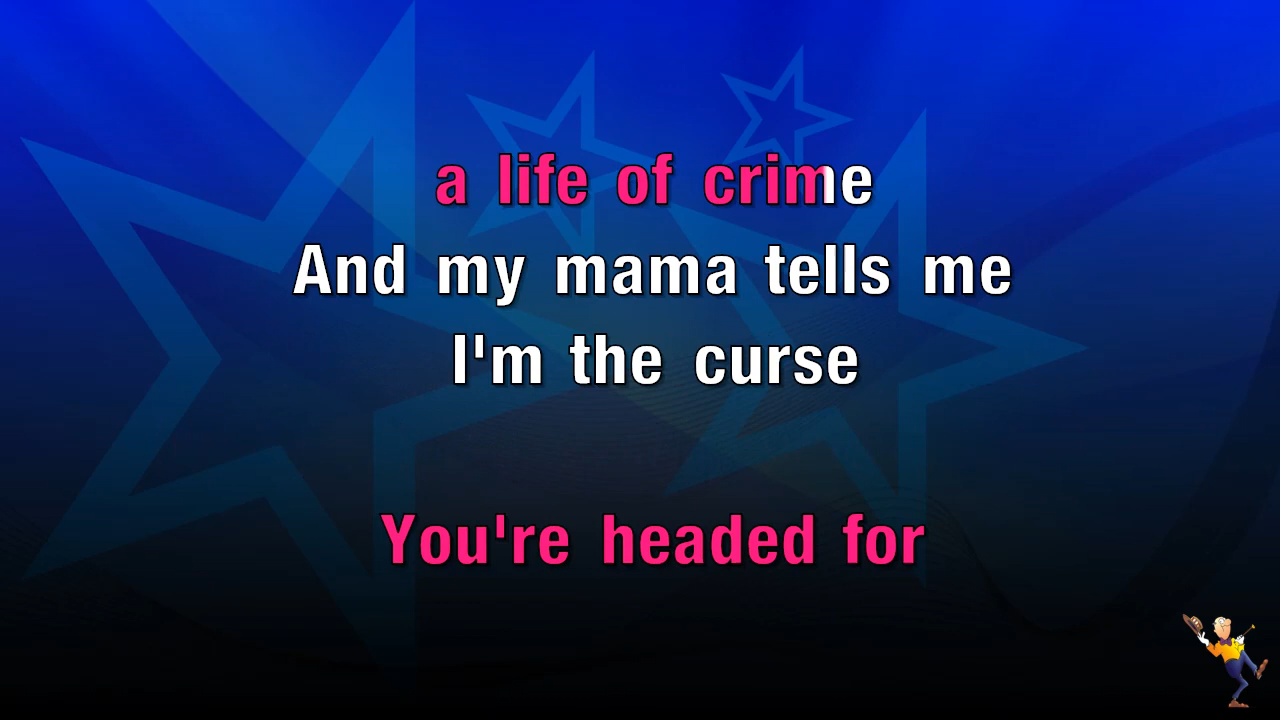 a life of crime
And my mama tells me
I'm the curse
You're headed for